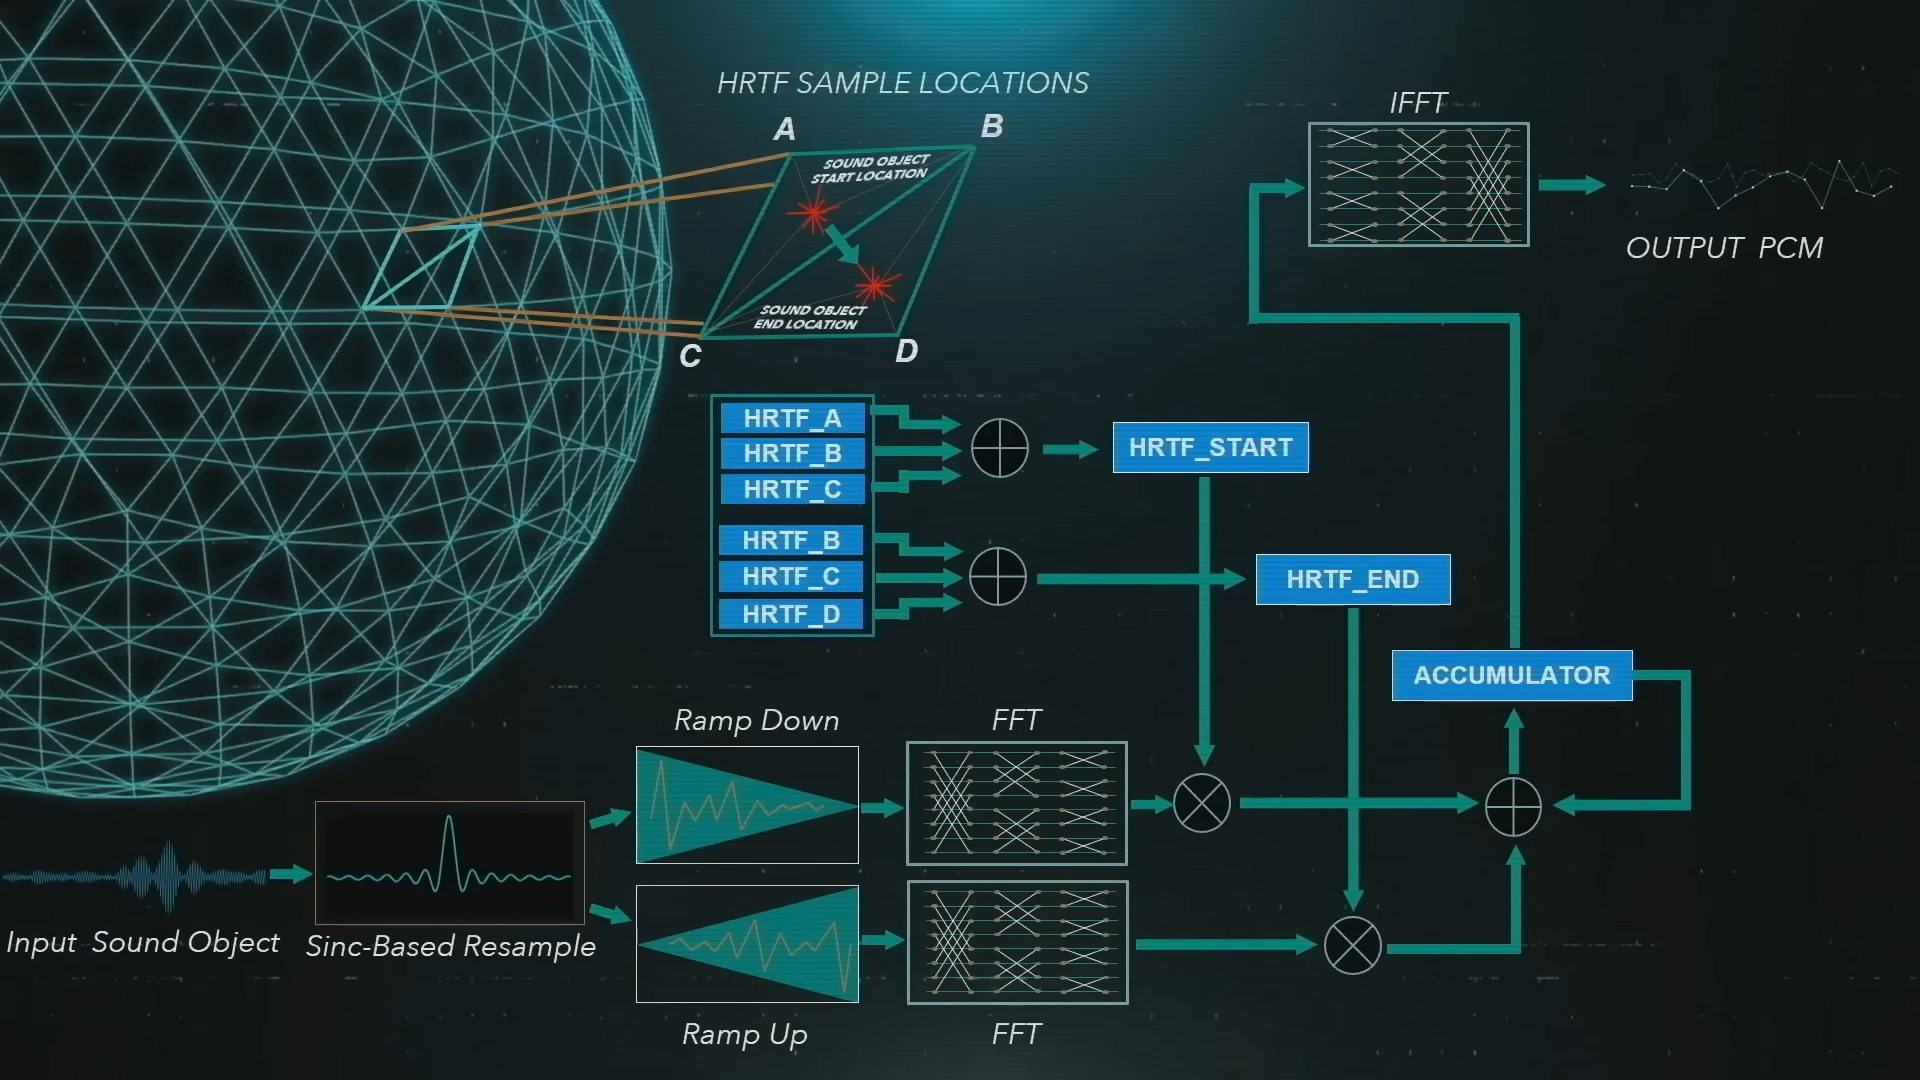 HRTF SAMPLE LOCATIONS
A
B
SOUND OBJECT
START LOCATION
SOUND OBJECT
END LOCATION
C
D
IFFT
OUTPUT PCM
HRTF_A
HRTF_B
HRTF_C
HRTF_START
HRTF_B
HRTF_C
HRTF_D
HRTF_END
ACCUMULATOR
Ramp Down
FFT
Input Sound Object
Sinc-Based Resample
Ramp Up
FFT